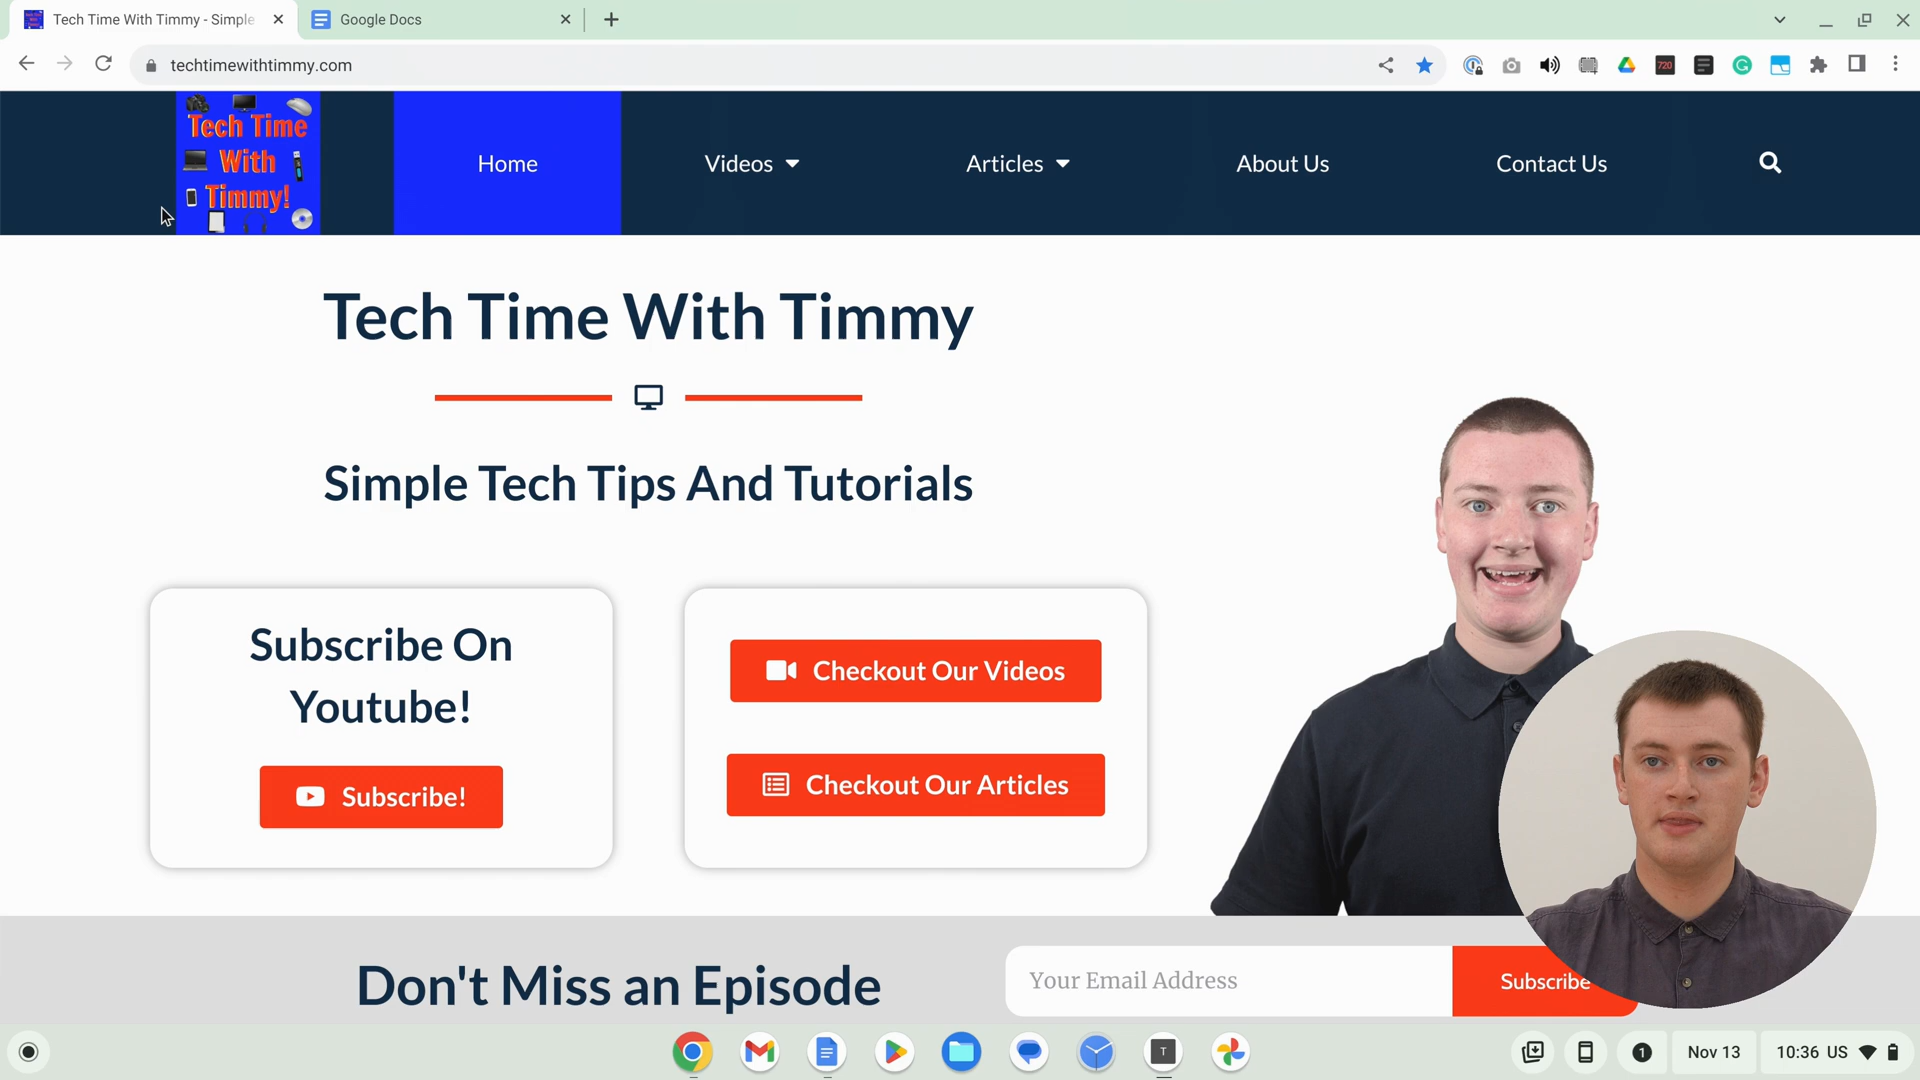 Tech Time With Timmy - Simple
Google Docs
techtimewithtimmy.com
720
Tech Time
With
Timmy!
Home
Videos
Articles
About Us
Contact Us
Tech Time With Timmy
Simple Tech Tips And Tutorials
Subscribe On
Youtube!
Subscribe!
Checkout Our Videos
Checkout Our Articles
Don't Miss an Episode
Your Email Address
Subscribe
T
1
Nov 13
10:36 US